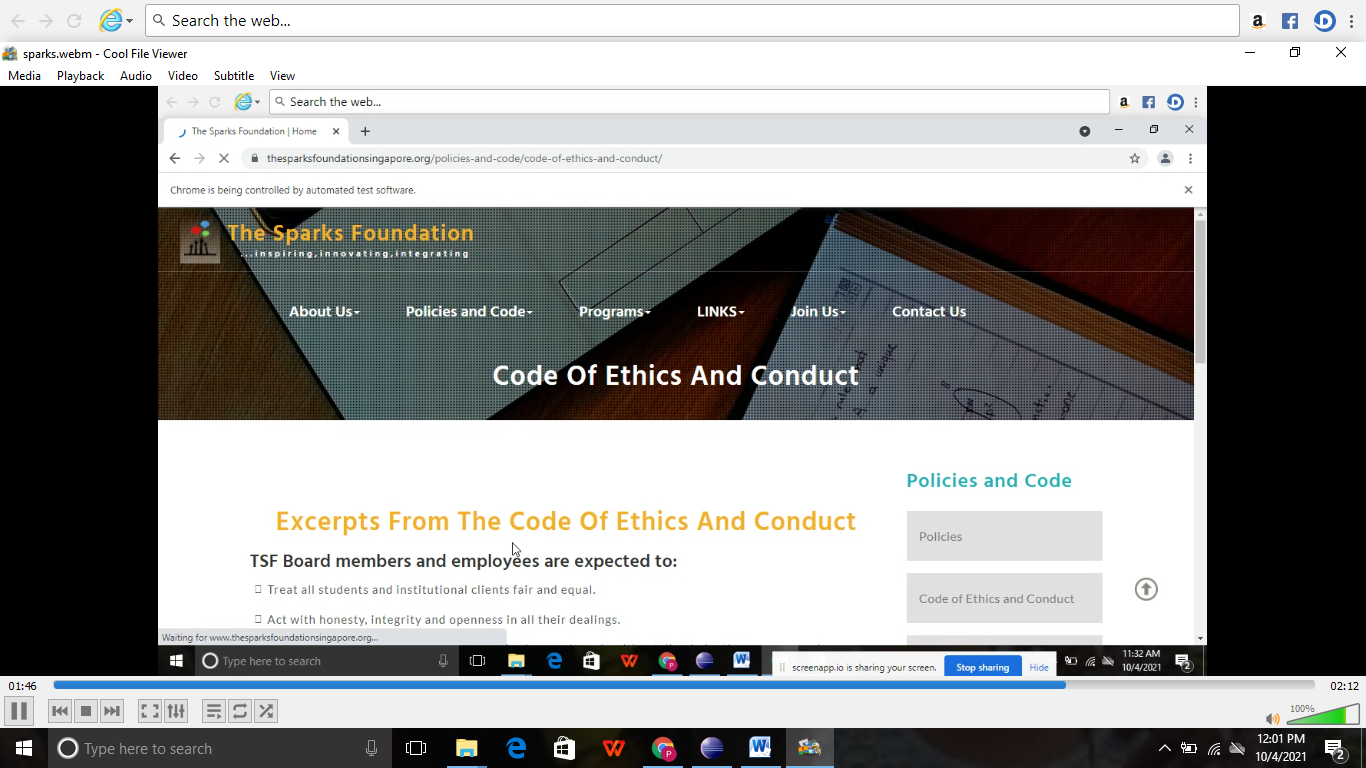 Search the web...
sparks.webm - Cool File Viewer
Media Playback Audio Video Subtitle View
Search the web...
The Sparks Foundation | Home
thesparksfoundationsingapore.org/policies-and-code/code-of-ethics-and-conduct/
Chrome is being controlled by automated test software.
The Sparks Foundation
...inspiring,innovating,integrating
About Us Policies and Code Programs LINKS Join Us Contact Us
Code Of Ethics And Conduct
Policies and Code
Excerpts From The Code Of Ethics And Conduct
Policies
TSF Board members and employees are expected to:
Treat all students and institutional clients fair and equal.
Code of Ethics and Conduct
Act with honesty, integrity and openness in all their dealings.
Waiting for www.thesparksfoundationsingapore.org...
Type here to search
screenapp.io is sharing your screen. Stop sharing Hide
11:32 AM
10/4/2021
2
01:46
02:12
100%
Type here to search
12:01 PM
10/4/2021
2